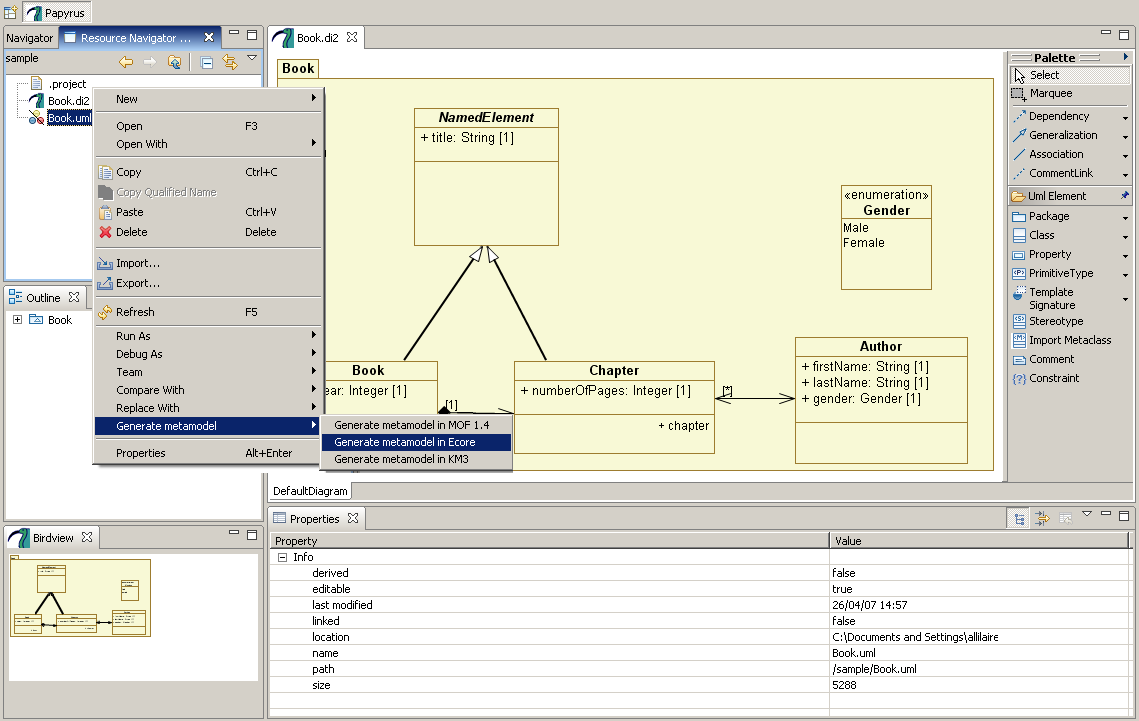 Papyrus
Navigator
Resource Navigator ...
sample
.project
Book.di2
Book.uml
New
Open F3
Open With
Copy Ctrl+C
Copy Qualified Name
Paste Ctrl+V
Delete Delete
Import...
Export...
Refresh F5
Run As
Debug As
Team
Compare With
Replace With
Generate metamodel
Properties Alt+Enter
Generate metamodel in MOF 1.4
Generate metamodel in Ecore
Generate metamodel in KM3
Outline
Book
Birdview
Book.di2
Book
NamedElement
+ title: String [1]
«enumeration»
Gender
Male
Female
Book
ear: Integer [1]
[1]
Chapter
+ numberOfPages: Integer [1]
+ chapter
[*]
Author
+ firstName: String [1]
+ lastName: String [1]
+ gender: Gender [1]
DefaultDiagram
Palette
Select
Marquee
Dependency
Generalization
Association
CommentLink
Uml Element
Package
Class
Property
PrimitiveType
Template
Signature
Stereotype
Import Metaclass
Comment
Constraint
Properties
Property Value
Info
derived false
editable true
last modified 26/04/07 14:57
linked false
location C:\Documents and Settings\allilaire
name Book.uml
path /sample/Book.uml
size 5288